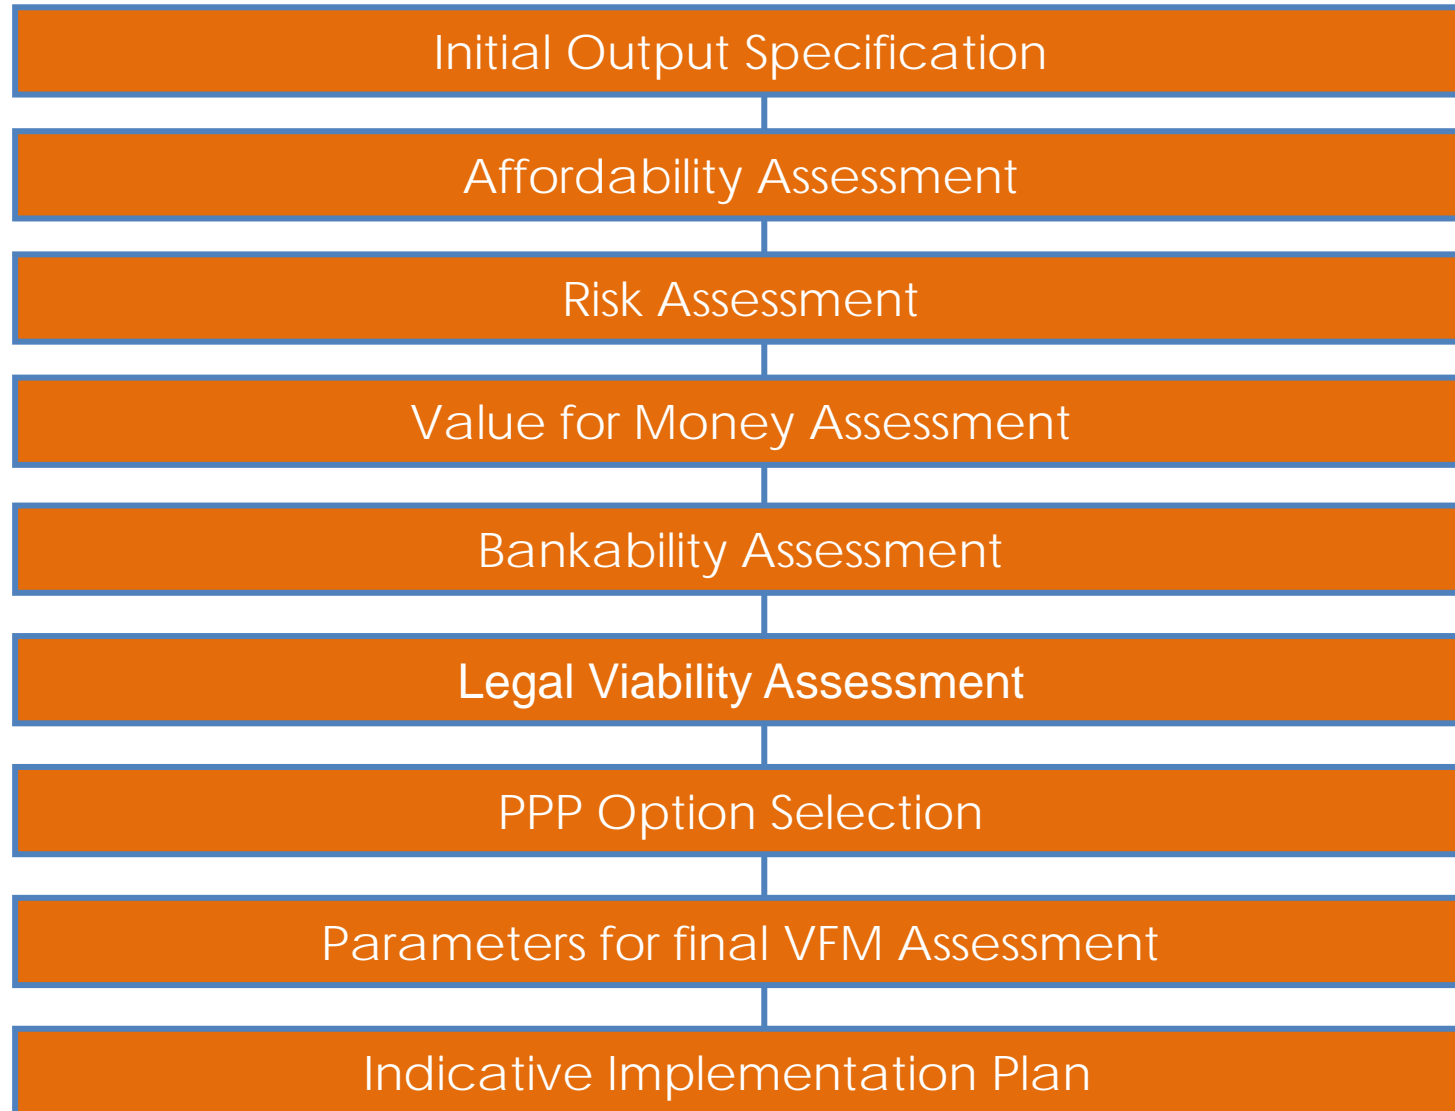 Initial Output Specification
Affordability Assessment
Risk Assessment
Value for Money Assessment
Bankability Assessment
Legal Viability Assessment
PPP Option Selection
Parameters for final VFM Assessment
Indicative Implementation Plan